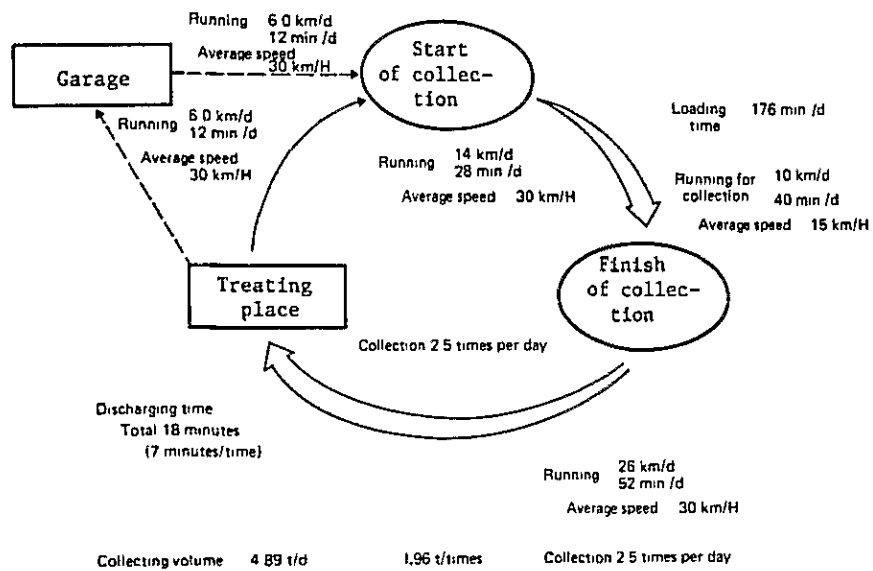 Running 6 0 km/d
12 min /d
Average speed
30 km/H
Garage
Start
of collec-
tion
Running 6 0 km/d
12 min /d
Average speed
30 km/H
Running 14 km/d
28 min /d
Average speed 30 km/H
Loading
time 176 min /d
Running for
collection 10 km/d
40 min /d
Average speed 15 km/H
Treating
place
Finish
of collec-
tion
Collection 2 5 times per day
Discharging time
Total 18 minutes
(7 minutes/time)
Running 26 km/d
52 min /d
Average speed 30 km/H
Collecting volume 4 89 t/d 1,96 t/times Collection 2 5 times per day